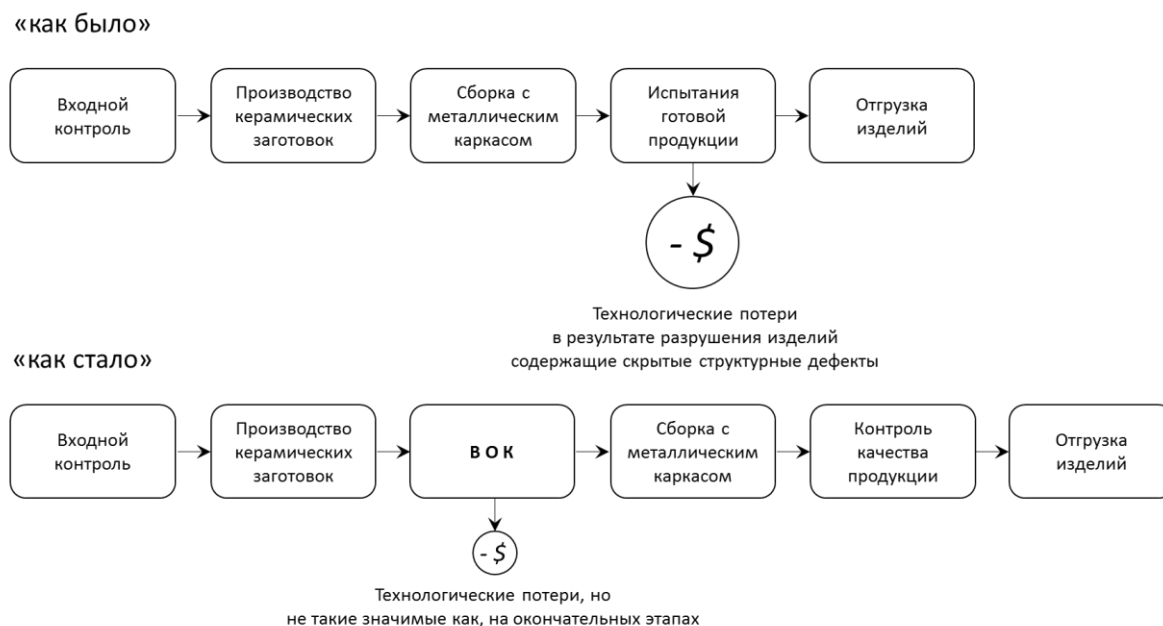 «как было»
Входной
контроль
Производство
керамических
заготовок
Сборка с
металлическим
каркасом
Испытания
готовой
продукции
Отгрузка
изделий
- $
Технологические потери
в результате разрушения изделий
содержащие скрытые структурные дефекты
«как стало»
Входной
контроль
Производство
керамических
заготовок
В О К
Сборка с
металлическим
каркасом
Контроль
качества
продукции
Отгрузка
изделий
- $
Технологические потери, но
не такие значимые как, на окончательных этапах